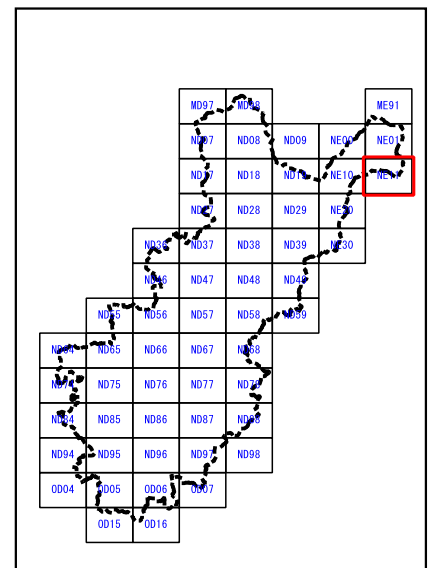 MD97 MD98 ME91
ND07 ND08 ND09 NE00 NE01
ND17 ND18 ND19 NE10 NE11
ND27 ND28 ND29 NE20
ND36 ND37 ND38 ND39 NE30
ND46 ND47 ND48 ND49
ND55 ND56 ND57 ND58 ND59
ND64 ND65 ND66 ND67 ND68
ND74 ND75 ND76 ND77 ND78
ND84 ND85 ND86 ND87 ND88
ND94 ND95 ND96 ND97 ND98
OD04 OD05 OD06 OD07
OD15 OD16